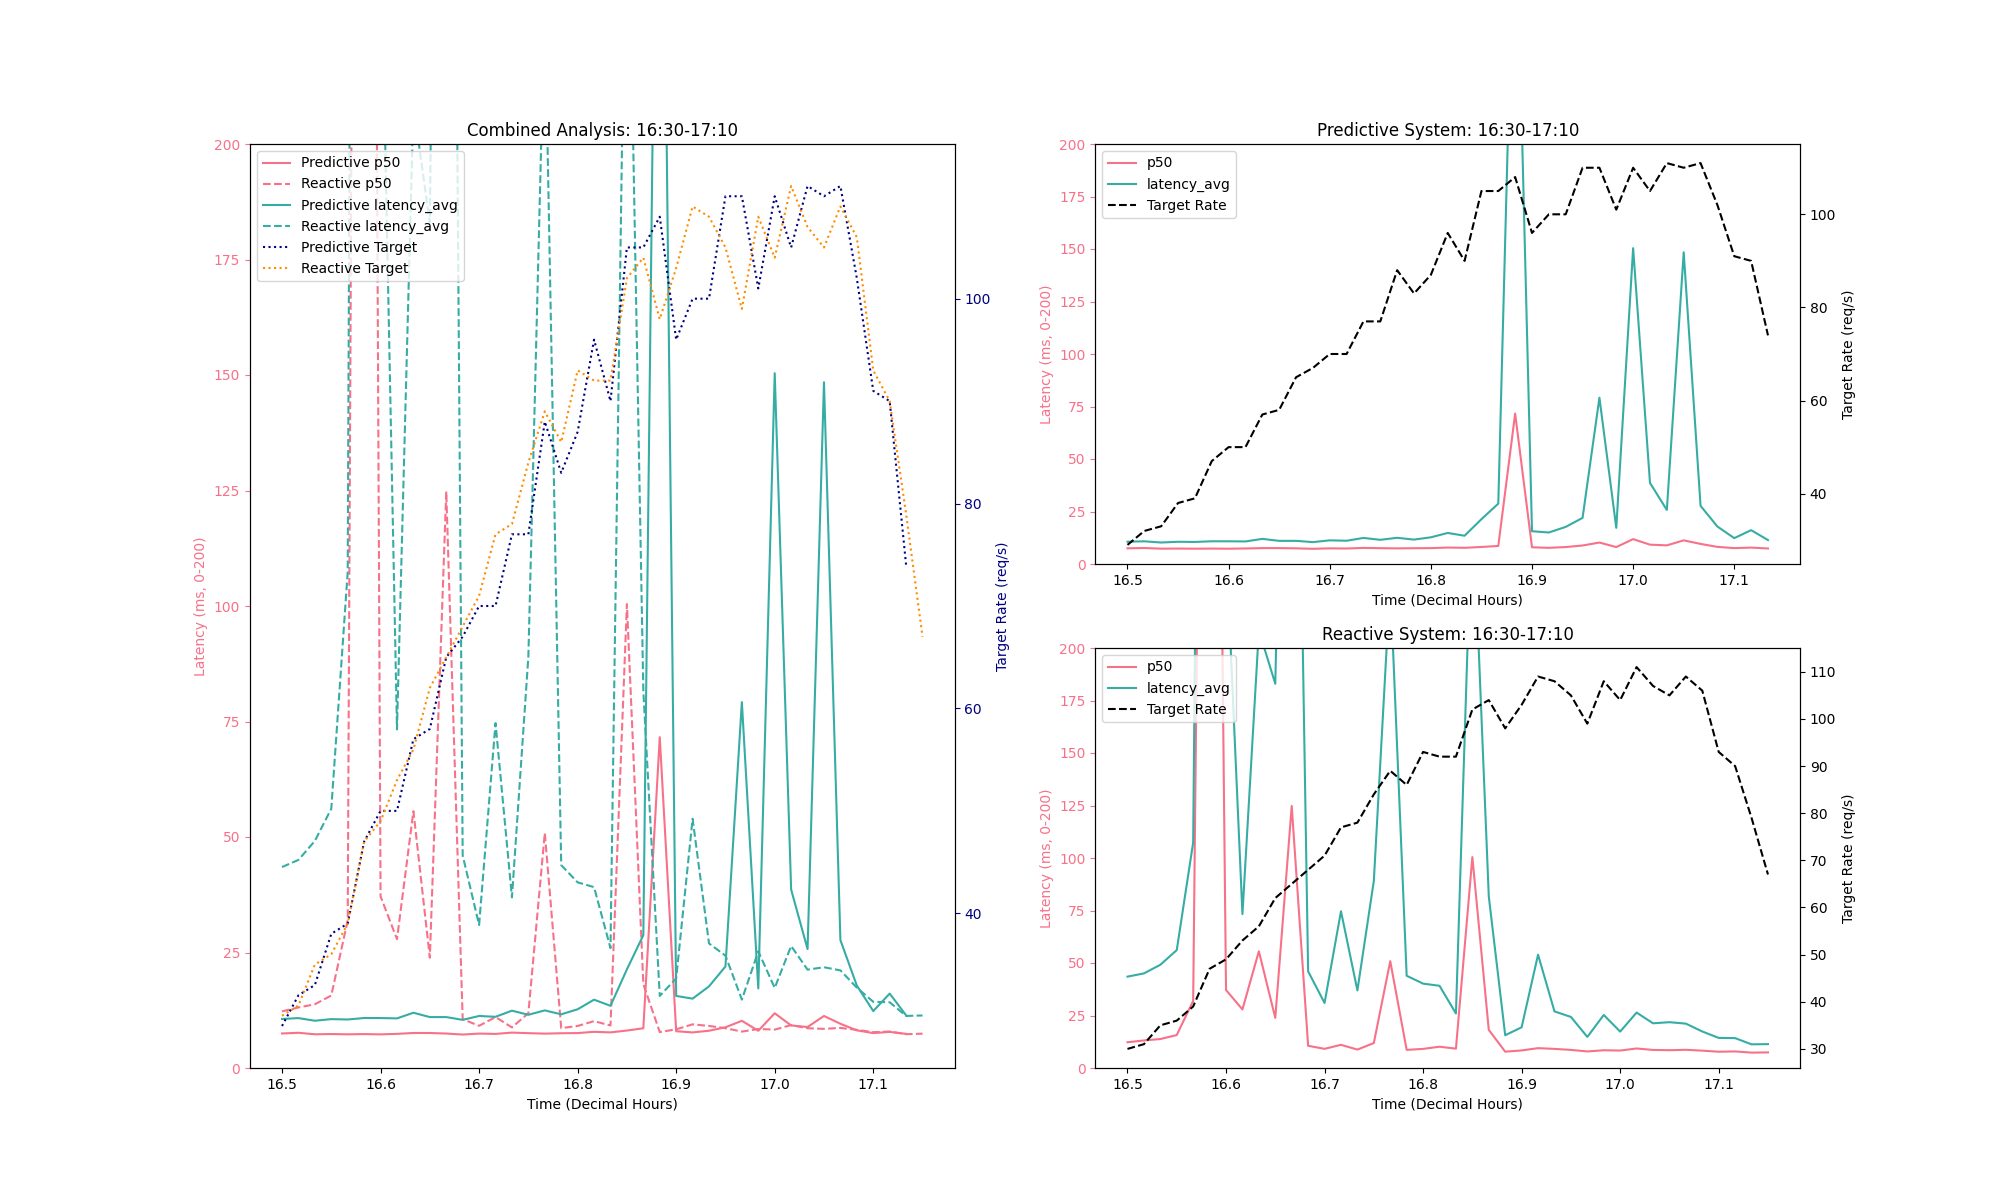 Combined Analysis: 16:30-17:10
Predictive p50
Reactive p50
Predictive latency_avg
Reactive latency_avg
Predictive Target
Reactive Target
Latency (ms, 0-200)
200
175
150
125
100
75
50
25
0
100
80
60
40
Target Rate (req/s)
16.5 16.6 16.7 16.8 16.9 17.0 17.1
Time (Decimal Hours)
Predictive System: 16:30-17:10
p50
latency_avg
Target Rate
Latency (ms, 0-200)
200
175
150
125
100
75
50
25
0
100
80
60
40
Target Rate (req/s)
16.5 16.6 16.7 16.8 16.9 17.0 17.1
Time (Decimal Hours)
Reactive System: 16:30-17:10
p50
latency_avg
Target Rate
Latency (ms, 0-200)
200
175
150
125
100
75
50
25
0
110
100
90
80
70
60
50
40
30
Target Rate (req/s)
16.5 16.6 16.7 16.8 16.9 17.0 17.1
Time (Decimal Hours)